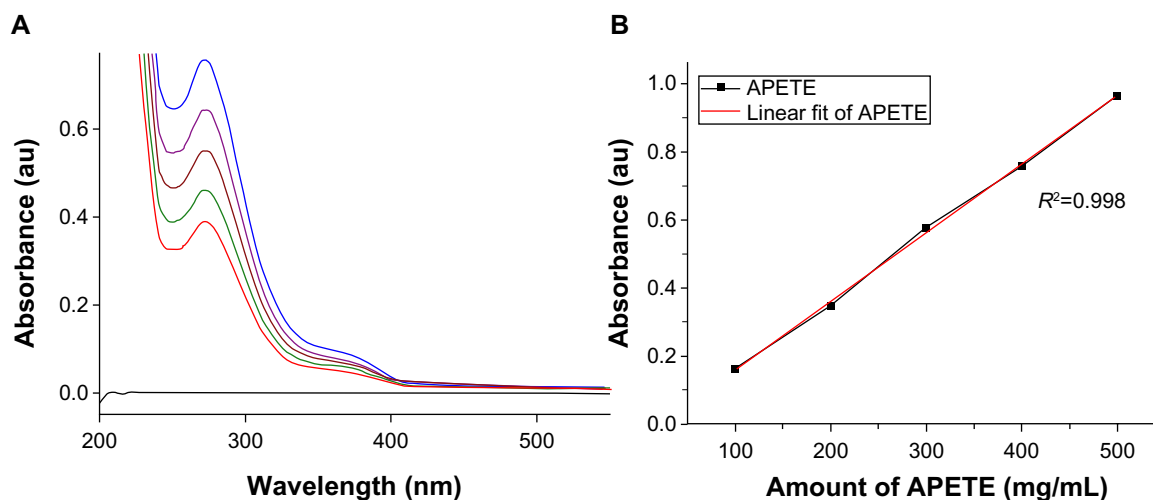 A
Absorbance (au)
0.6
0.4
0.2
0.0
200
300
400
500
Wavelength (nm)
B
Absorbance (au)
1.0
0.8
0.6
0.4
0.2
0.0
APETE
Linear fit of APETE
R²=0.998
100
200
300
400
500
Amount of APETE (mg/mL)